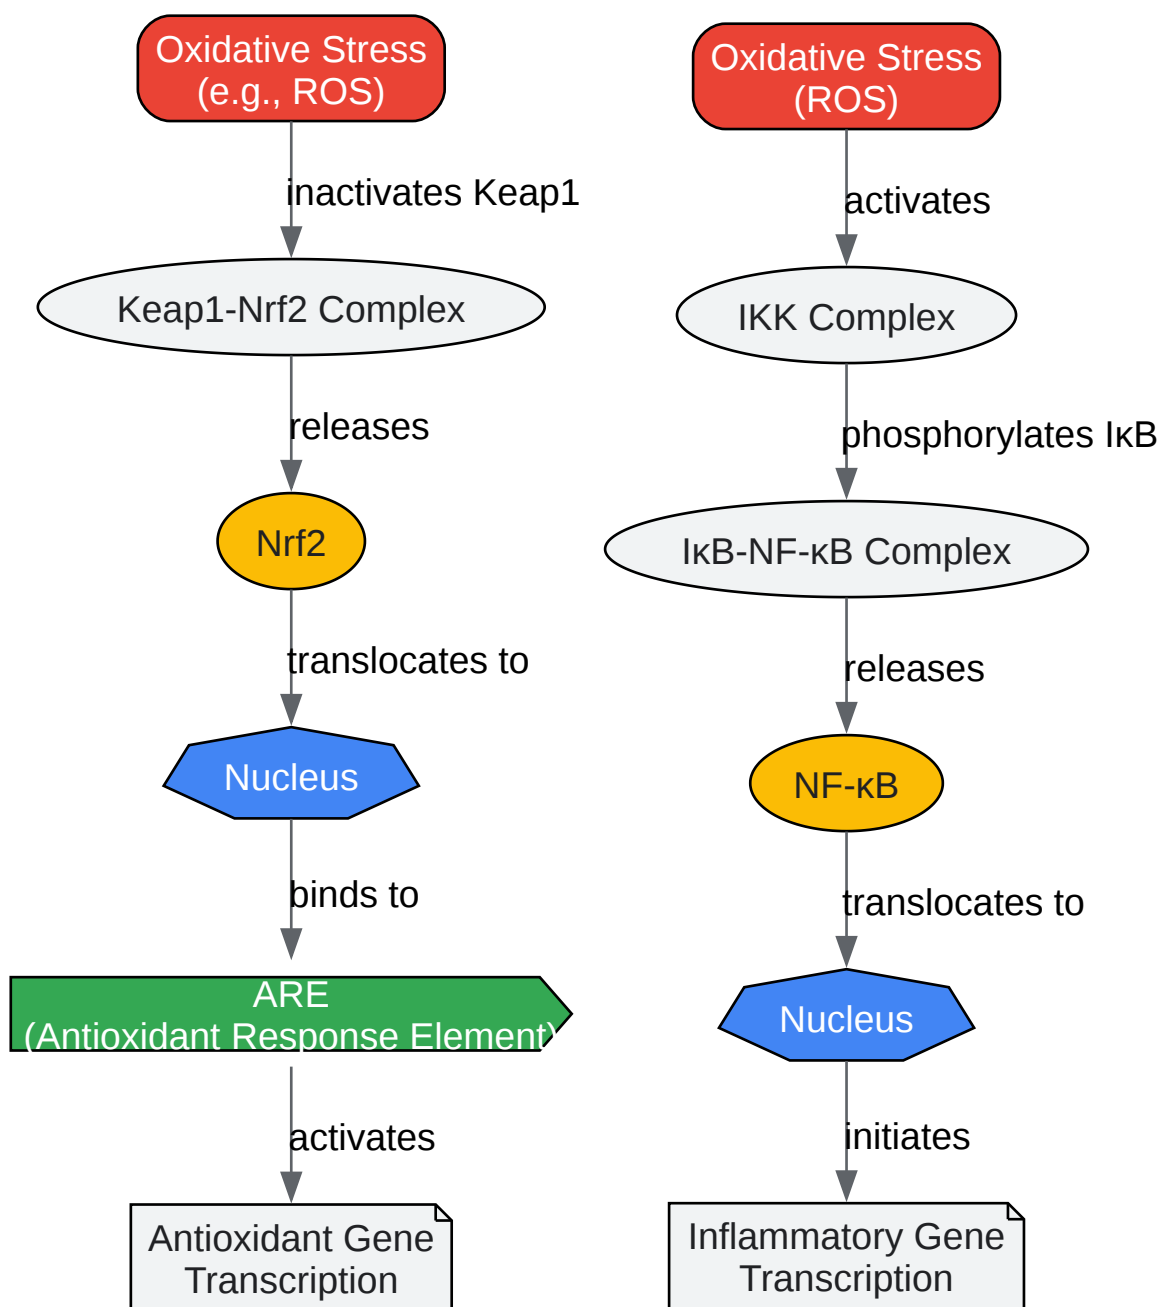 Oxidative Stress
(e.g., ROS)
inactivates Keap1
Keap1-Nrf2 Complex
releases
Nrf2
translocates to
Nucleus
binds to
ARE
(Antioxidant Response Element)
activates
Antioxidant Gene
Transcription
Oxidative Stress
(ROS)
activates
IKK Complex
phosphorylates IκB
IκB-NF-κB Complex
releases
NF-κB
translocates to
Nucleus
initiates
Inflammatory Gene
Transcription